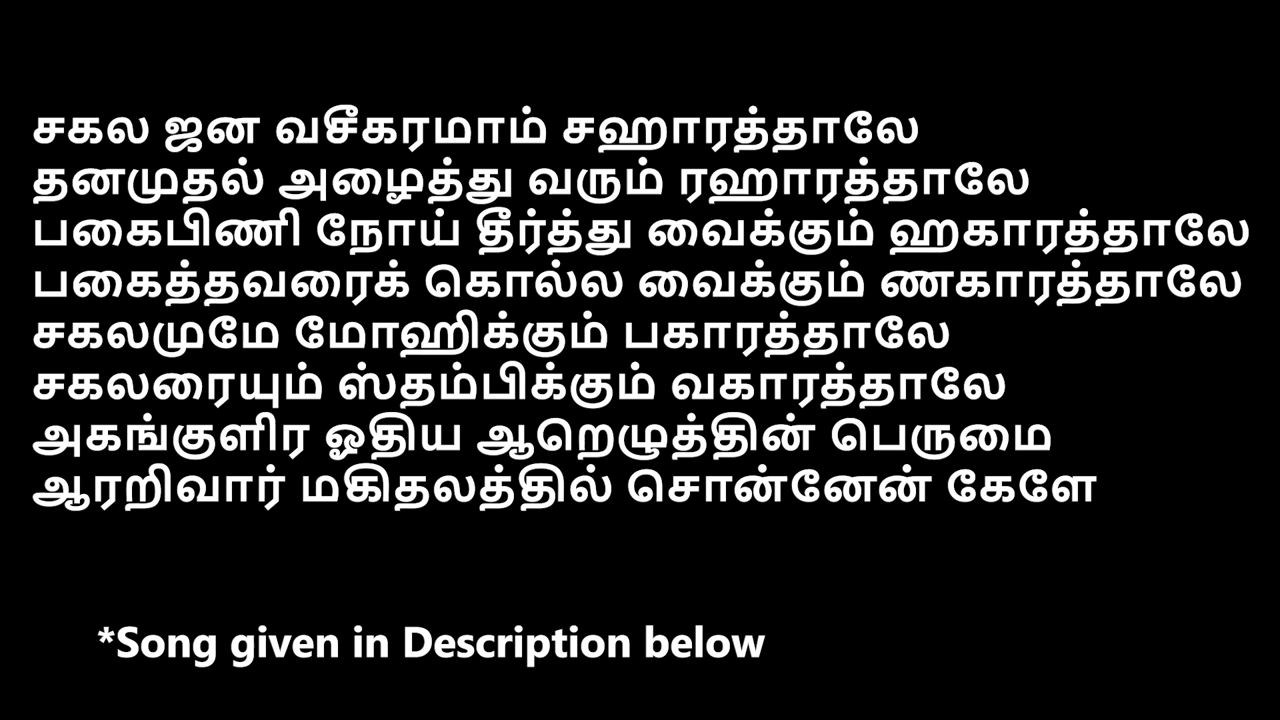 சகல ஜன வசீகரமாம் சஹாரத்தாலே
தனமுதல் அழைத்து வரும் ரஹாரத்தாலே
பகைபிணி நோய் தீர்த்து வைக்கும் ஹகாரத்தாலே
பகைத்தவரைக் கொல்ல வைக்கும் ணகாரத்தாலே
சகலமுமே மோஹிக்கும் பகாரத்தாலே
சகலரையும் ஸ்தம்பிக்கும் வகாரத்தாலே
அகங்குளிர ஓதிய ஆறெழுத்தின் பெருமை
ஆரறிவார் மகிதலத்தில் சொன்னேன் கேளே
*Song given in Description below